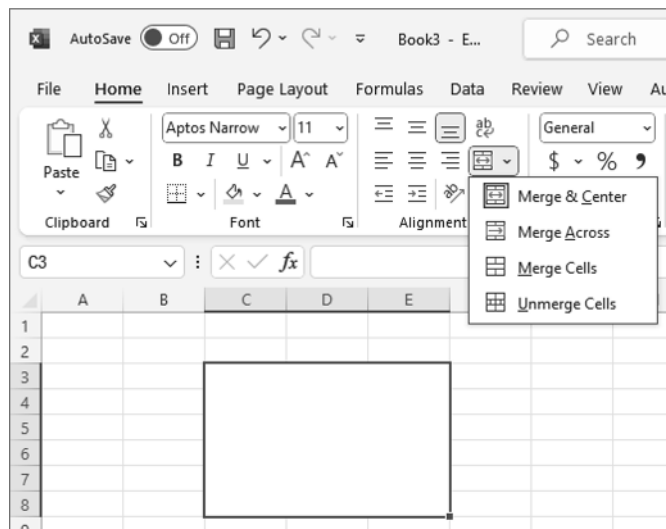 AutoSave Off Book3 - E... Search
File Home Insert Page Layout Formulas Data Review View Au
Aptos Narrow 11 ab General
Paste B I U A A $ % 9
A
Clipboard Font Alignment
Merge & Center
Merge Across
Merge Cells
Unmerge Cells
C3 fx
A B C D E
1
2
3
4
5
6
7
8
9